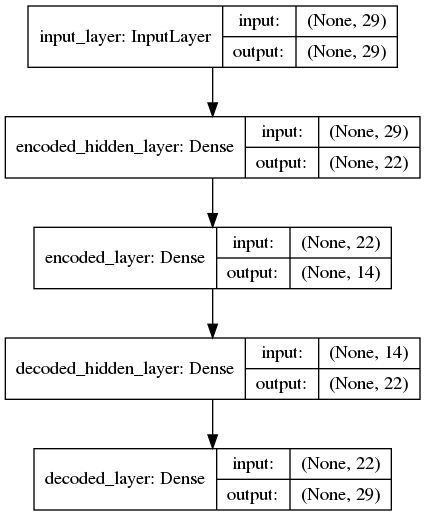 input_layer: InputLayer
input: (None, 29)
output: (None, 29)
encoded_hidden_layer: Dense
input: (None, 29)
output: (None, 22)
encoded_layer: Dense
input: (None, 22)
output: (None, 14)
decoded_hidden_layer: Dense
input: (None, 14)
output: (None, 22)
decoded_layer: Dense
input: (None, 22)
output: (None, 29)